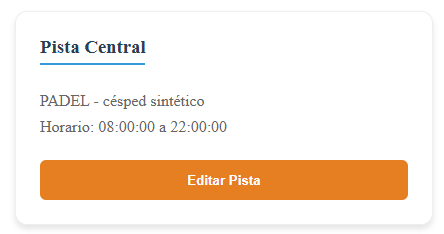 Pista Central
PADEL - césped sintético
Horario: 08:00:00 a 22:00:00
Editar Pista